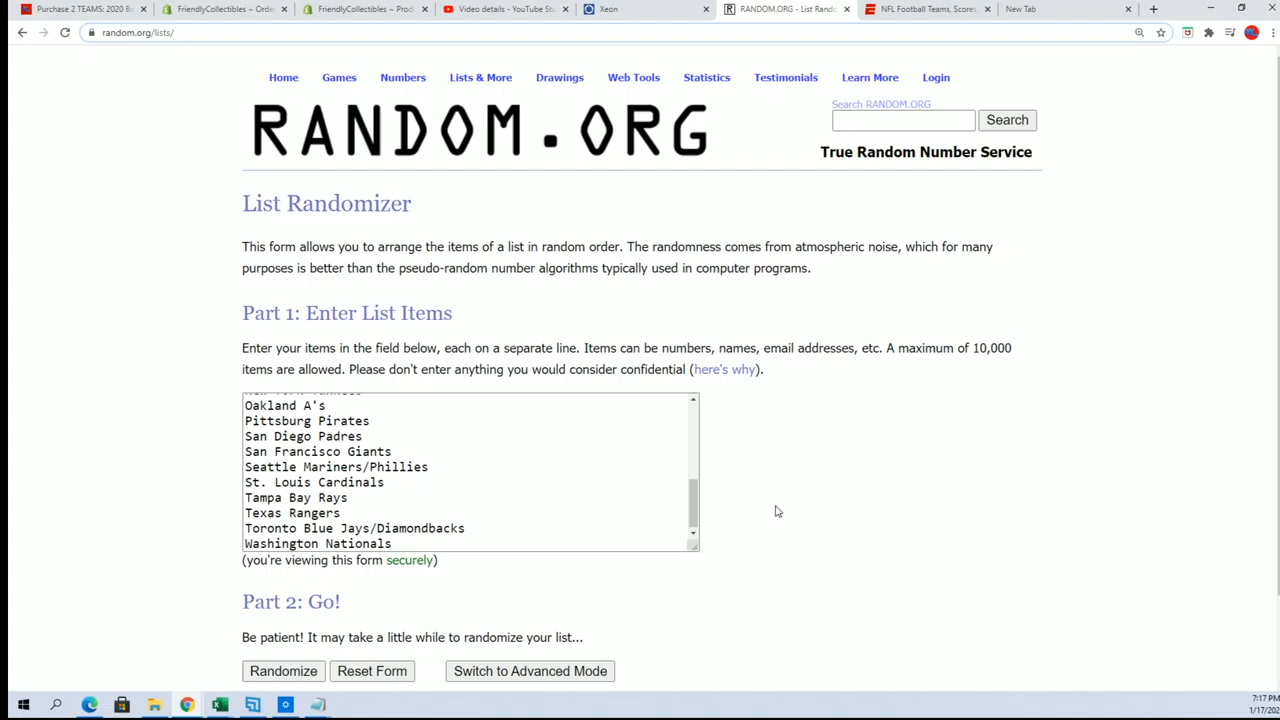 Purchase 2 TEAMS: 2020 Bo
FriendlyCollectibles ~ Orde
FriendlyCollectibles ~ Prod
Video details - YouTube Stu
Xeon
RANDOM.ORG - List Rando
NFL Football Teams, Scores
New Tab
random.org/lists/
Home
Games
Numbers
Lists & More
Drawings
Web Tools
Statistics
Testimonials
Learn More
Login
RANDOM.ORG
Search RANDOM.ORG
Search
True Random Number Service
List Randomizer
This form allows you to arrange the items of a list in random order. The randomness comes from atmospheric noise, which for many
purposes is better than the pseudo-random number algorithms typically used in computer programs.
Part 1: Enter List Items
Enter your items in the field below, each on a separate line. Items can be numbers, names, email addresses, etc. A maximum of 10,000
items are allowed. Please don't enter anything you would consider confidential (here's why).
Oakland A's
Pittsburg Pirates
San Diego Padres
San Francisco Giants
Seattle Mariners/Phillies
St. Louis Cardinals
Tampa Bay Rays
Texas Rangers
Toronto Blue Jays/Diamondbacks
Washington Nationals
(you're viewing this form securely)
Part 2: Go!
Be patient! It may take a little while to randomize your list...
Randomize
Reset Form
Switch to Advanced Mode
7:17 PM
1/17/202